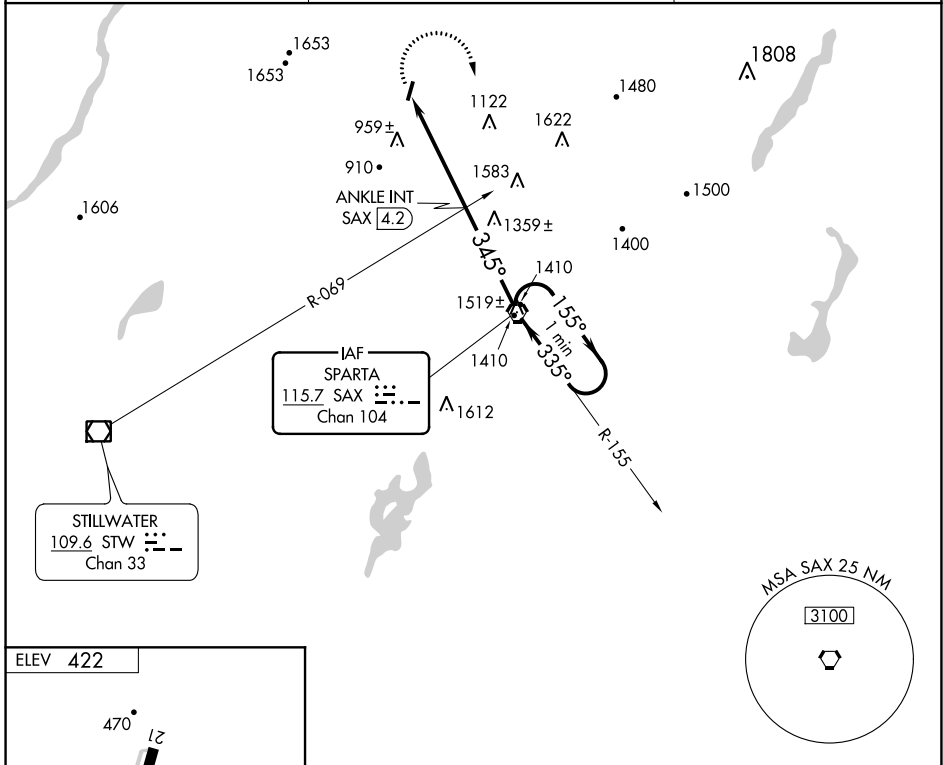 1653
1653
1808
1480
1122
1622
959±
910
1583
1500
ANKLE INT
SAX 4.2
1606
1359±
1400
345°
R-069
1410
1519±
155°
1 min
335°
1410
IAF
SPARTA
115.7 SAX
Chan 104
1612
R-155
STILLWATER
109.6 STW
Chan 33
MSA SAX 25 NM
3100
ELEV 422
470
21